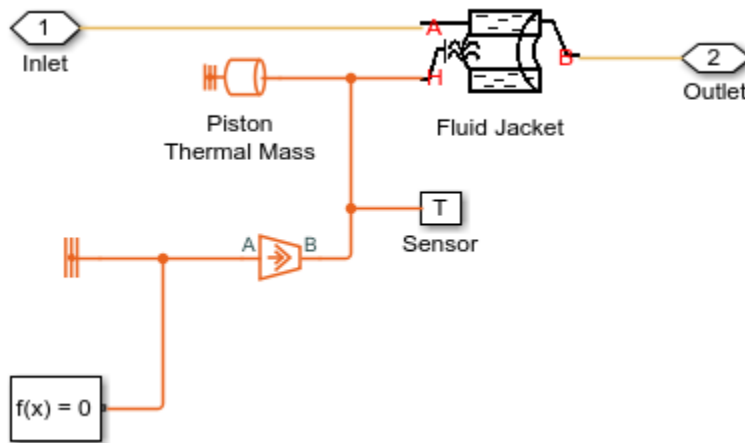 1
Inlet
A
H
B
2
Outlet
Piston
Thermal Mass
Fluid Jacket
T
Sensor
A
B
f(x) = 0